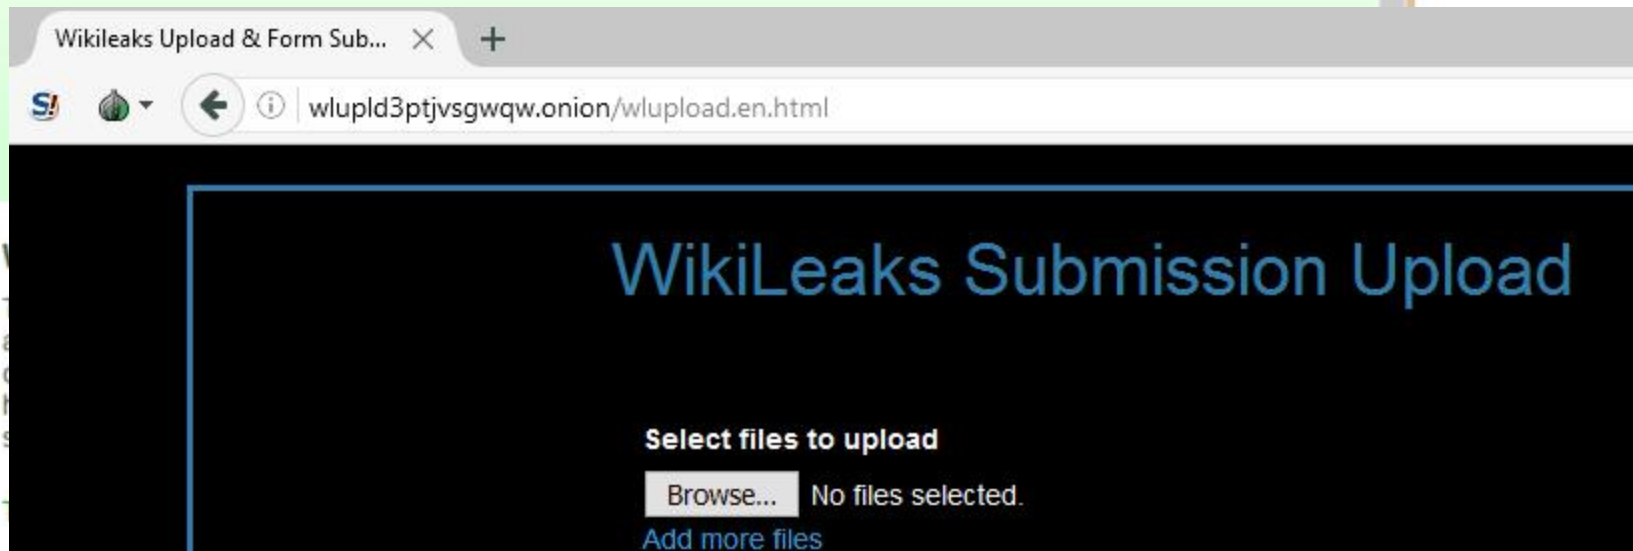 Wikileaks Upload & Form Sub...
S!
wlupld3ptjvsgwqw.onion/wlupload.en.html
WikiLeaks Submission Upload
Select files to upload
Browse... No files selected.
Add more files